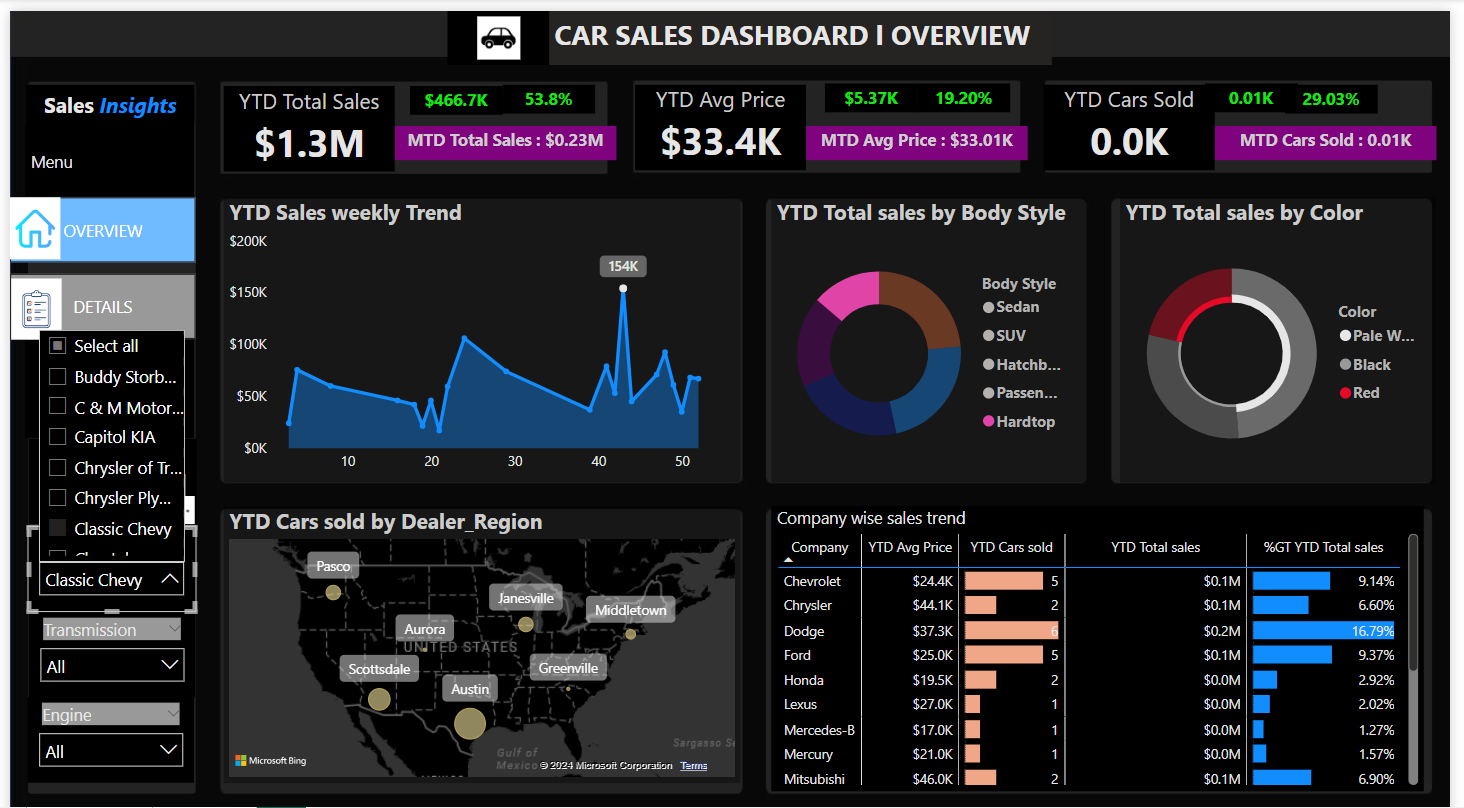 CAR SALES DASHBOARD l OVERVIEW
Sales Insights
Menu
OVERVIEW
DETAILS
Select all
Buddy Storb...
C & M Motor...
Capitol KIA
Chrysler of Tr...
Chrysler Ply...
Classic Chevy
Classic Chevy
Transmission
All
Engine
All
YTD Total Sales
$1.3M
$466.7K 53.8%
MTD Total Sales : $0.23M
YTD Avg Price
$33.4K
$5.37K 19.20%
MTD Avg Price : $33.01K
YTD Cars Sold
0.0K
0.01K 29.03%
MTD Cars Sold : 0.01K
YTD Sales weekly Trend
$200K
$150K
$100K
$50K
$0K
154K
10 20 30 40 50
YTD Total sales by Body Style
Body Style
Sedan
SUV
Hatchb...
Passen...
Hardtop
YTD Total sales by Color
Color
Pale W...
Black
Red
YTD Cars sold by Dealer_Region
Pasco
Janesville
Middletown
Aurora
UNITED STATES
Scottsdale
Greenville
Austin
Gulf of
Mexico
Sargasso S
MEXICO
Microsoft Bing
© 2024 Microsoft Corporation Terms
Company wise sales trend
Company YTD Avg Price YTD Cars sold YTD Total sales %GT YTD Total sales
Chevrolet $24.4K 5 $0.1M 9.14%
Chrysler $44.1K 2 $0.1M 6.60%
Dodge $37.3K 6 $0.2M 16.79%
Ford $25.0K 5 $0.1M 9.37%
Honda $19.5K 2 $0.0M 2.92%
Lexus $27.0K 1 $0.0M 2.02%
Mercedes-B $17.0K 1 $0.0M 1.27%
Mercury $21.0K 1 $0.0M 1.57%
Mitsubishi $46.0K 2 $0.1M 6.90%